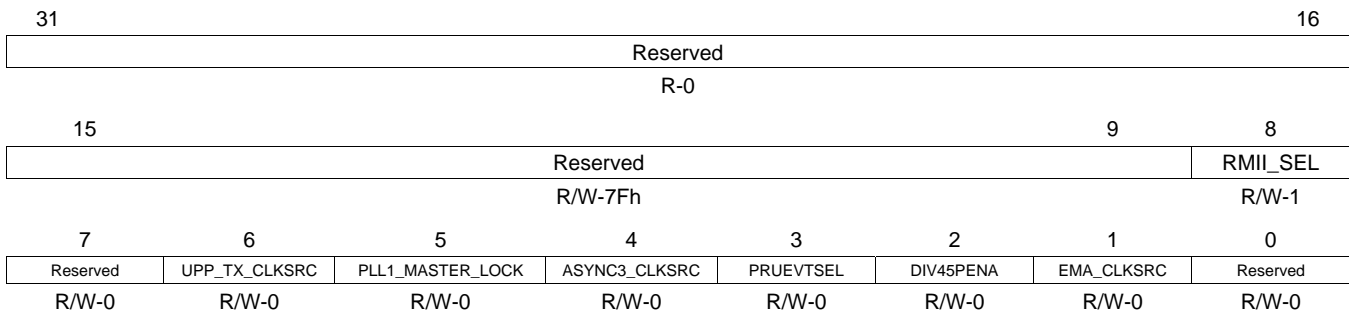 31 16
Reserved
R-0
15 9 8
Reserved RMII_SEL
R/W-7Fh R/W-1
7 6 5 4 3 2 1 0
Reserved UPP_TX_CLKSRC PLL1_MASTER_LOCK ASYNC3_CLKSRC PRUEVTSEL DIV45PENA EMA_CLKSRC Reserved
R/W-0 R/W-0 R/W-0 R/W-0 R/W-0 R/W-0 R/W-0 R/W-0